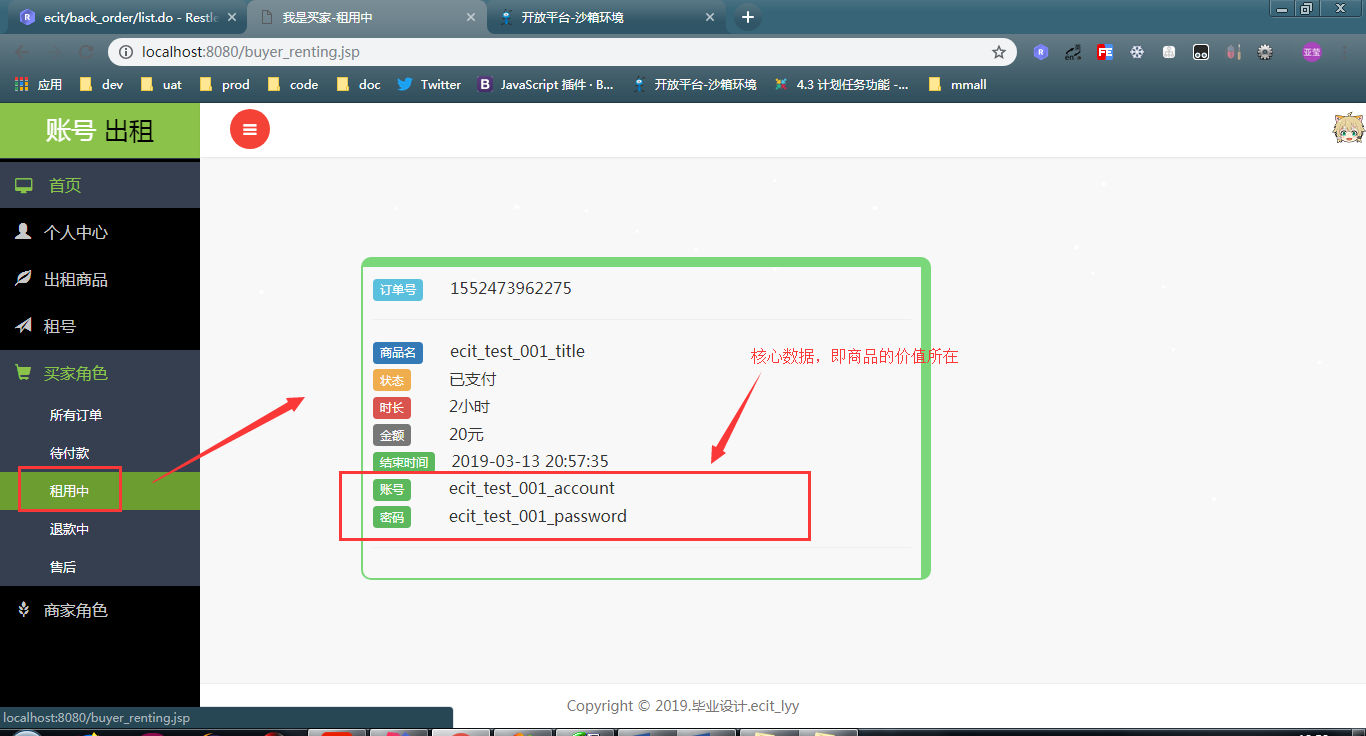 ecit/back_order/list.do - Restle
我是买家-租用中
开放平台-沙箱环境
localhost:8080/buyer_renting.jsp
应用
dev
uat
prod
code
doc
Twitter
JavaScript 插件 · B...
开放平台-沙箱环境
4.3 计划任务功能 -...
mmall
账号 出租
首页
个人中心
出租商品
租号
买家角色
所有订单
待付款
租用中
退款中
售后
商家角色
订单号 1552473962275
商品名 ecit_test_001_title
状态 已支付
时长 2小时
金额 20元
结束时间 2019-03-13 20:57:35
账号 ecit_test_001_account
密码 ecit_test_001_password
核心数据，即商品的价值所在
Copyright © 2019.毕业设计.ecit_lyy
localhost:8080/buyer_renting.jsp